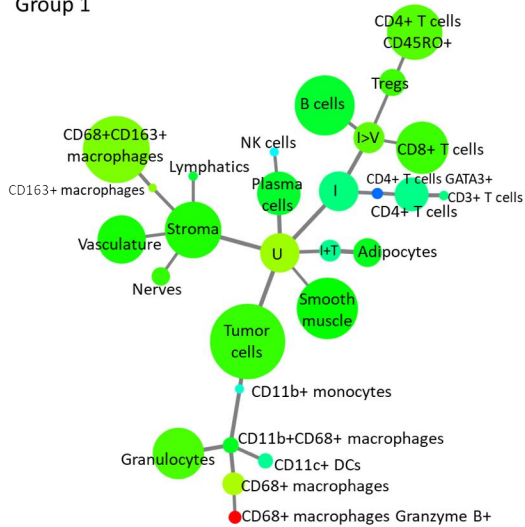 Group 1
CD4+ T cells
CD45RO+
Tregs
B cells
I>V
CD8+ T cells
CD68+CD163+
macrophages
NK cells
Lymphatics
CD163+ macrophages
Plasma
cells
I
CD4+ T cells GATA3+
CD3+ T cells
CD4+ T cells
Stroma
Vasculature
U
I+T
Adipocytes
Nerves
Smooth
muscle
Tumor
cells
CD11b+ monocytes
CD11b+CD68+ macrophages
Granulocytes
CD11c+ DCs
CD68+ macrophages
CD68+ macrophages Granzyme B+